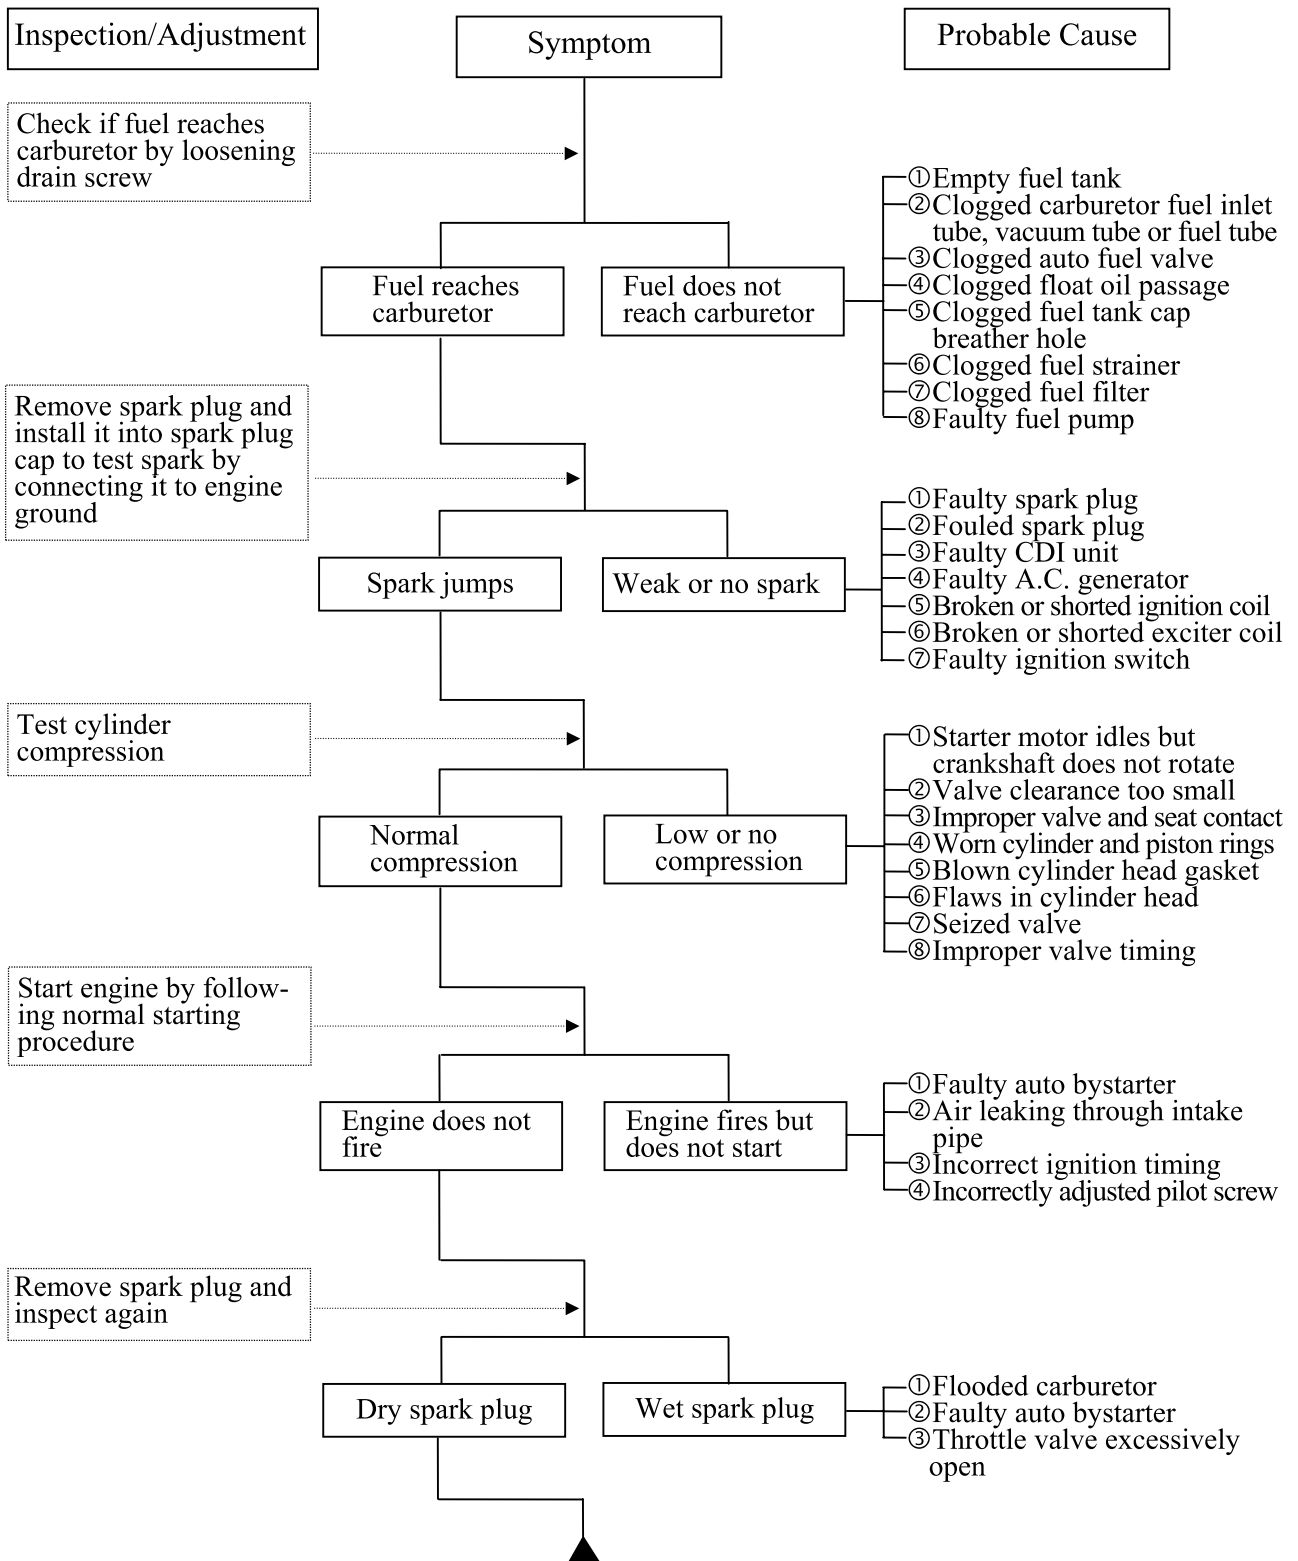 Inspection/Adjustment
Symptom
Probable Cause
Check if fuel reaches
carburetor by loosening
drain screw
Fuel reaches
carburetor
Fuel does not
reach carburetor
①Empty fuel tank
②Clogged carburetor fuel inlet
tube, vacuum tube or fuel tube
③Clogged auto fuel valve
④Clogged float oil passage
⑤Clogged fuel tank cap
breather hole
⑥Clogged fuel strainer
⑦Clogged fuel filter
⑧Faulty fuel pump
Remove spark plug and
install it into spark plug
cap to test spark by
connecting it to engine
ground
Spark jumps
Weak or no spark
①Faulty spark plug
②Fouled spark plug
③Faulty CDI unit
④Faulty A.C. generator
⑤Broken or shorted ignition coil
⑥Broken or shorted exciter coil
⑦Faulty ignition switch
Test cylinder
compression
Normal
compression
Low or no
compression
①Starter motor idles but
crankshaft does not rotate
②Valve clearance too small
③Improper valve and seat contact
④Worn cylinder and piston rings
⑤Blown cylinder head gasket
⑥Flaws in cylinder head
⑦Seized valve
⑧Improper valve timing
Start engine by follow-
ing normal starting
procedure
Engine does not
fire
Engine fires but
does not start
①Faulty auto bystarter
②Air leaking through intake
pipe
③Incorrect ignition timing
④Incorrectly adjusted pilot screw
Remove spark plug and
inspect again
Dry spark plug
Wet spark plug
①Flooded carburetor
②Faulty auto bystarter
③Throttle valve excessively
open